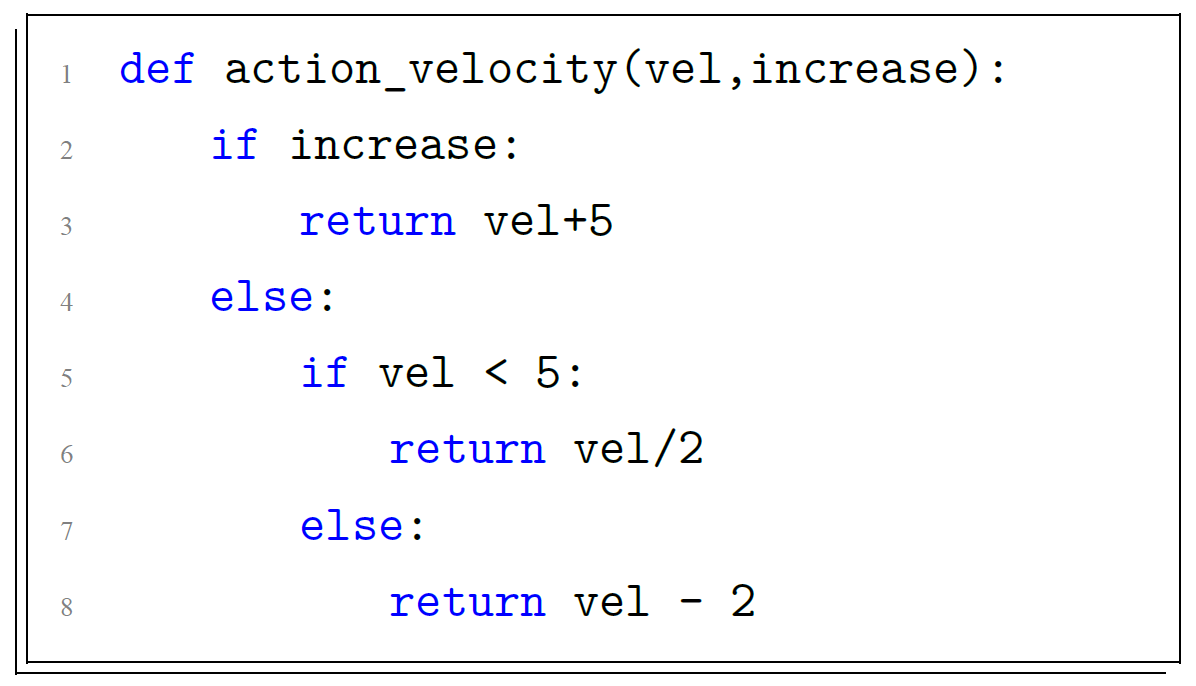 1 def action_velocity(vel,increase):
2 if increase:
3 return vel+5
4 else:
5 if vel < 5:
6 return vel/2
7 else:
8 return vel - 2